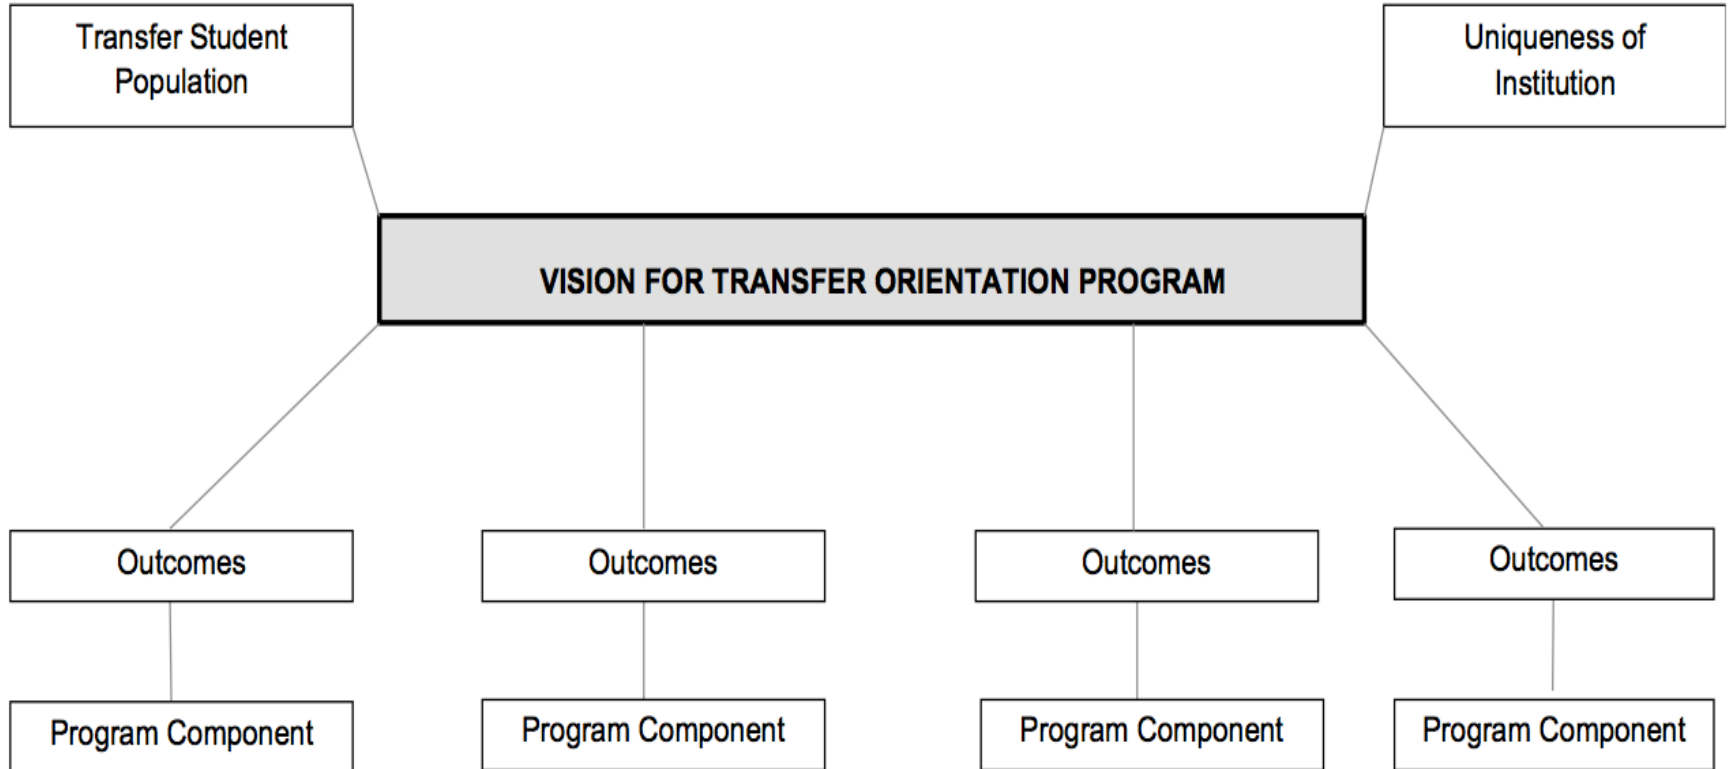 Transfer Student
Population
Uniqueness of
Institution
VISION FOR TRANSFER ORIENTATION PROGRAM
Outcomes
Outcomes
Outcomes
Outcomes
Program Component
Program Component
Program Component
Program Component